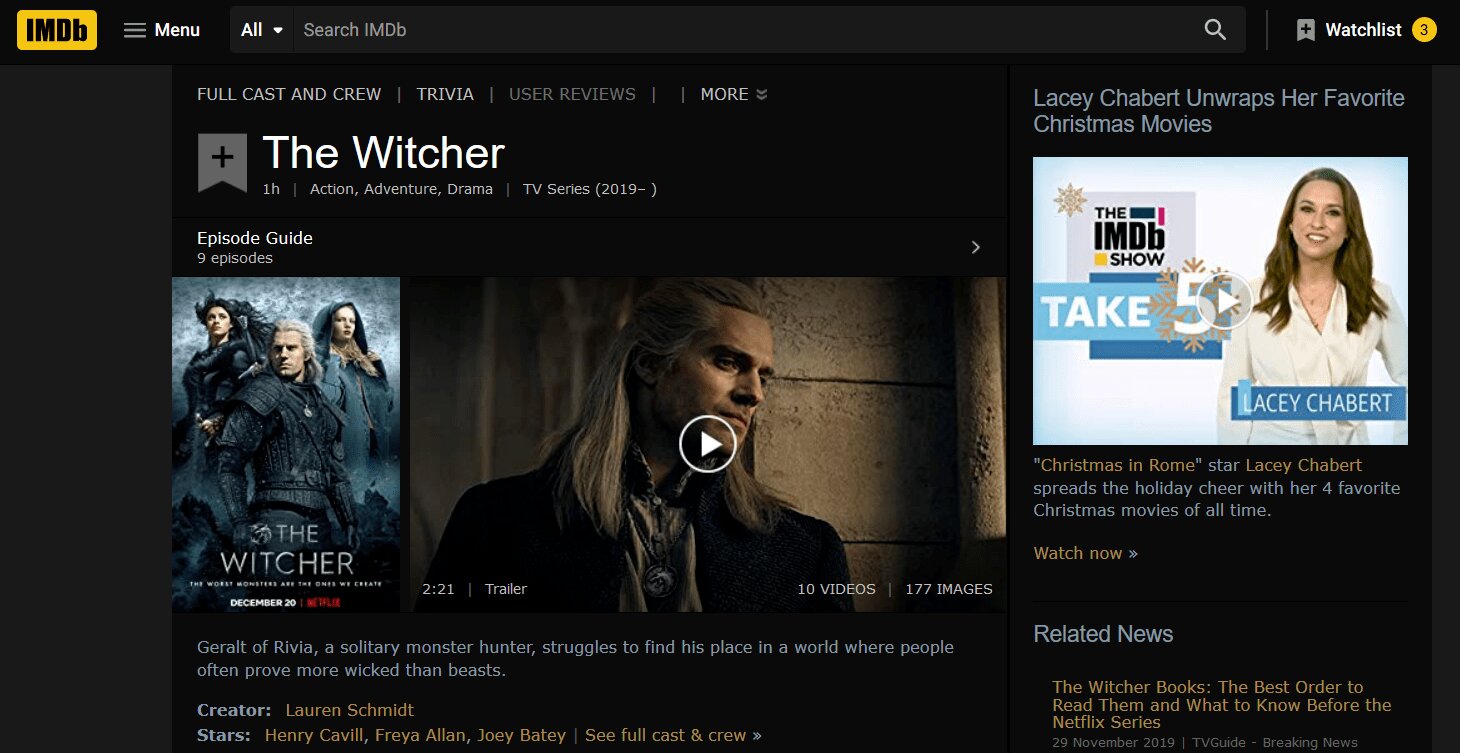 IMDb
Menu
All
Search IMDb
Watchlist 3
FULL CAST AND CREW | TRIVIA | USER REVIEWS | | MORE
The Witcher
1h | Action, Adventure, Drama | TV Series (2019– )
Episode Guide
9 episodes
THE
WITCHER
THE WORST MONSTERS ARE THE ONES WE CREATE
DECEMBER 20 | NETFLIX
2:21 | Trailer
10 VIDEOS | 177 IMAGES
Geralt of Rivia, a solitary monster hunter, struggles to find his place in a world where people
often prove more wicked than beasts.
Creator: Lauren Schmidt
Stars: Henry Cavill, Freya Allan, Joey Batey | See full cast & crew »
Lacey Chabert Unwraps Her Favorite
Christmas Movies
THE
IMDb
SHOW
TAKE 5
LACEY CHABERT
"Christmas in Rome" star Lacey Chabert
spreads the holiday cheer with her 4 favorite
Christmas movies of all time.
Watch now »
Related News
The Witcher Books: The Best Order to
Read Them and What to Know Before the
Netflix Series
29 November 2019 | TVGuide - Breaking News